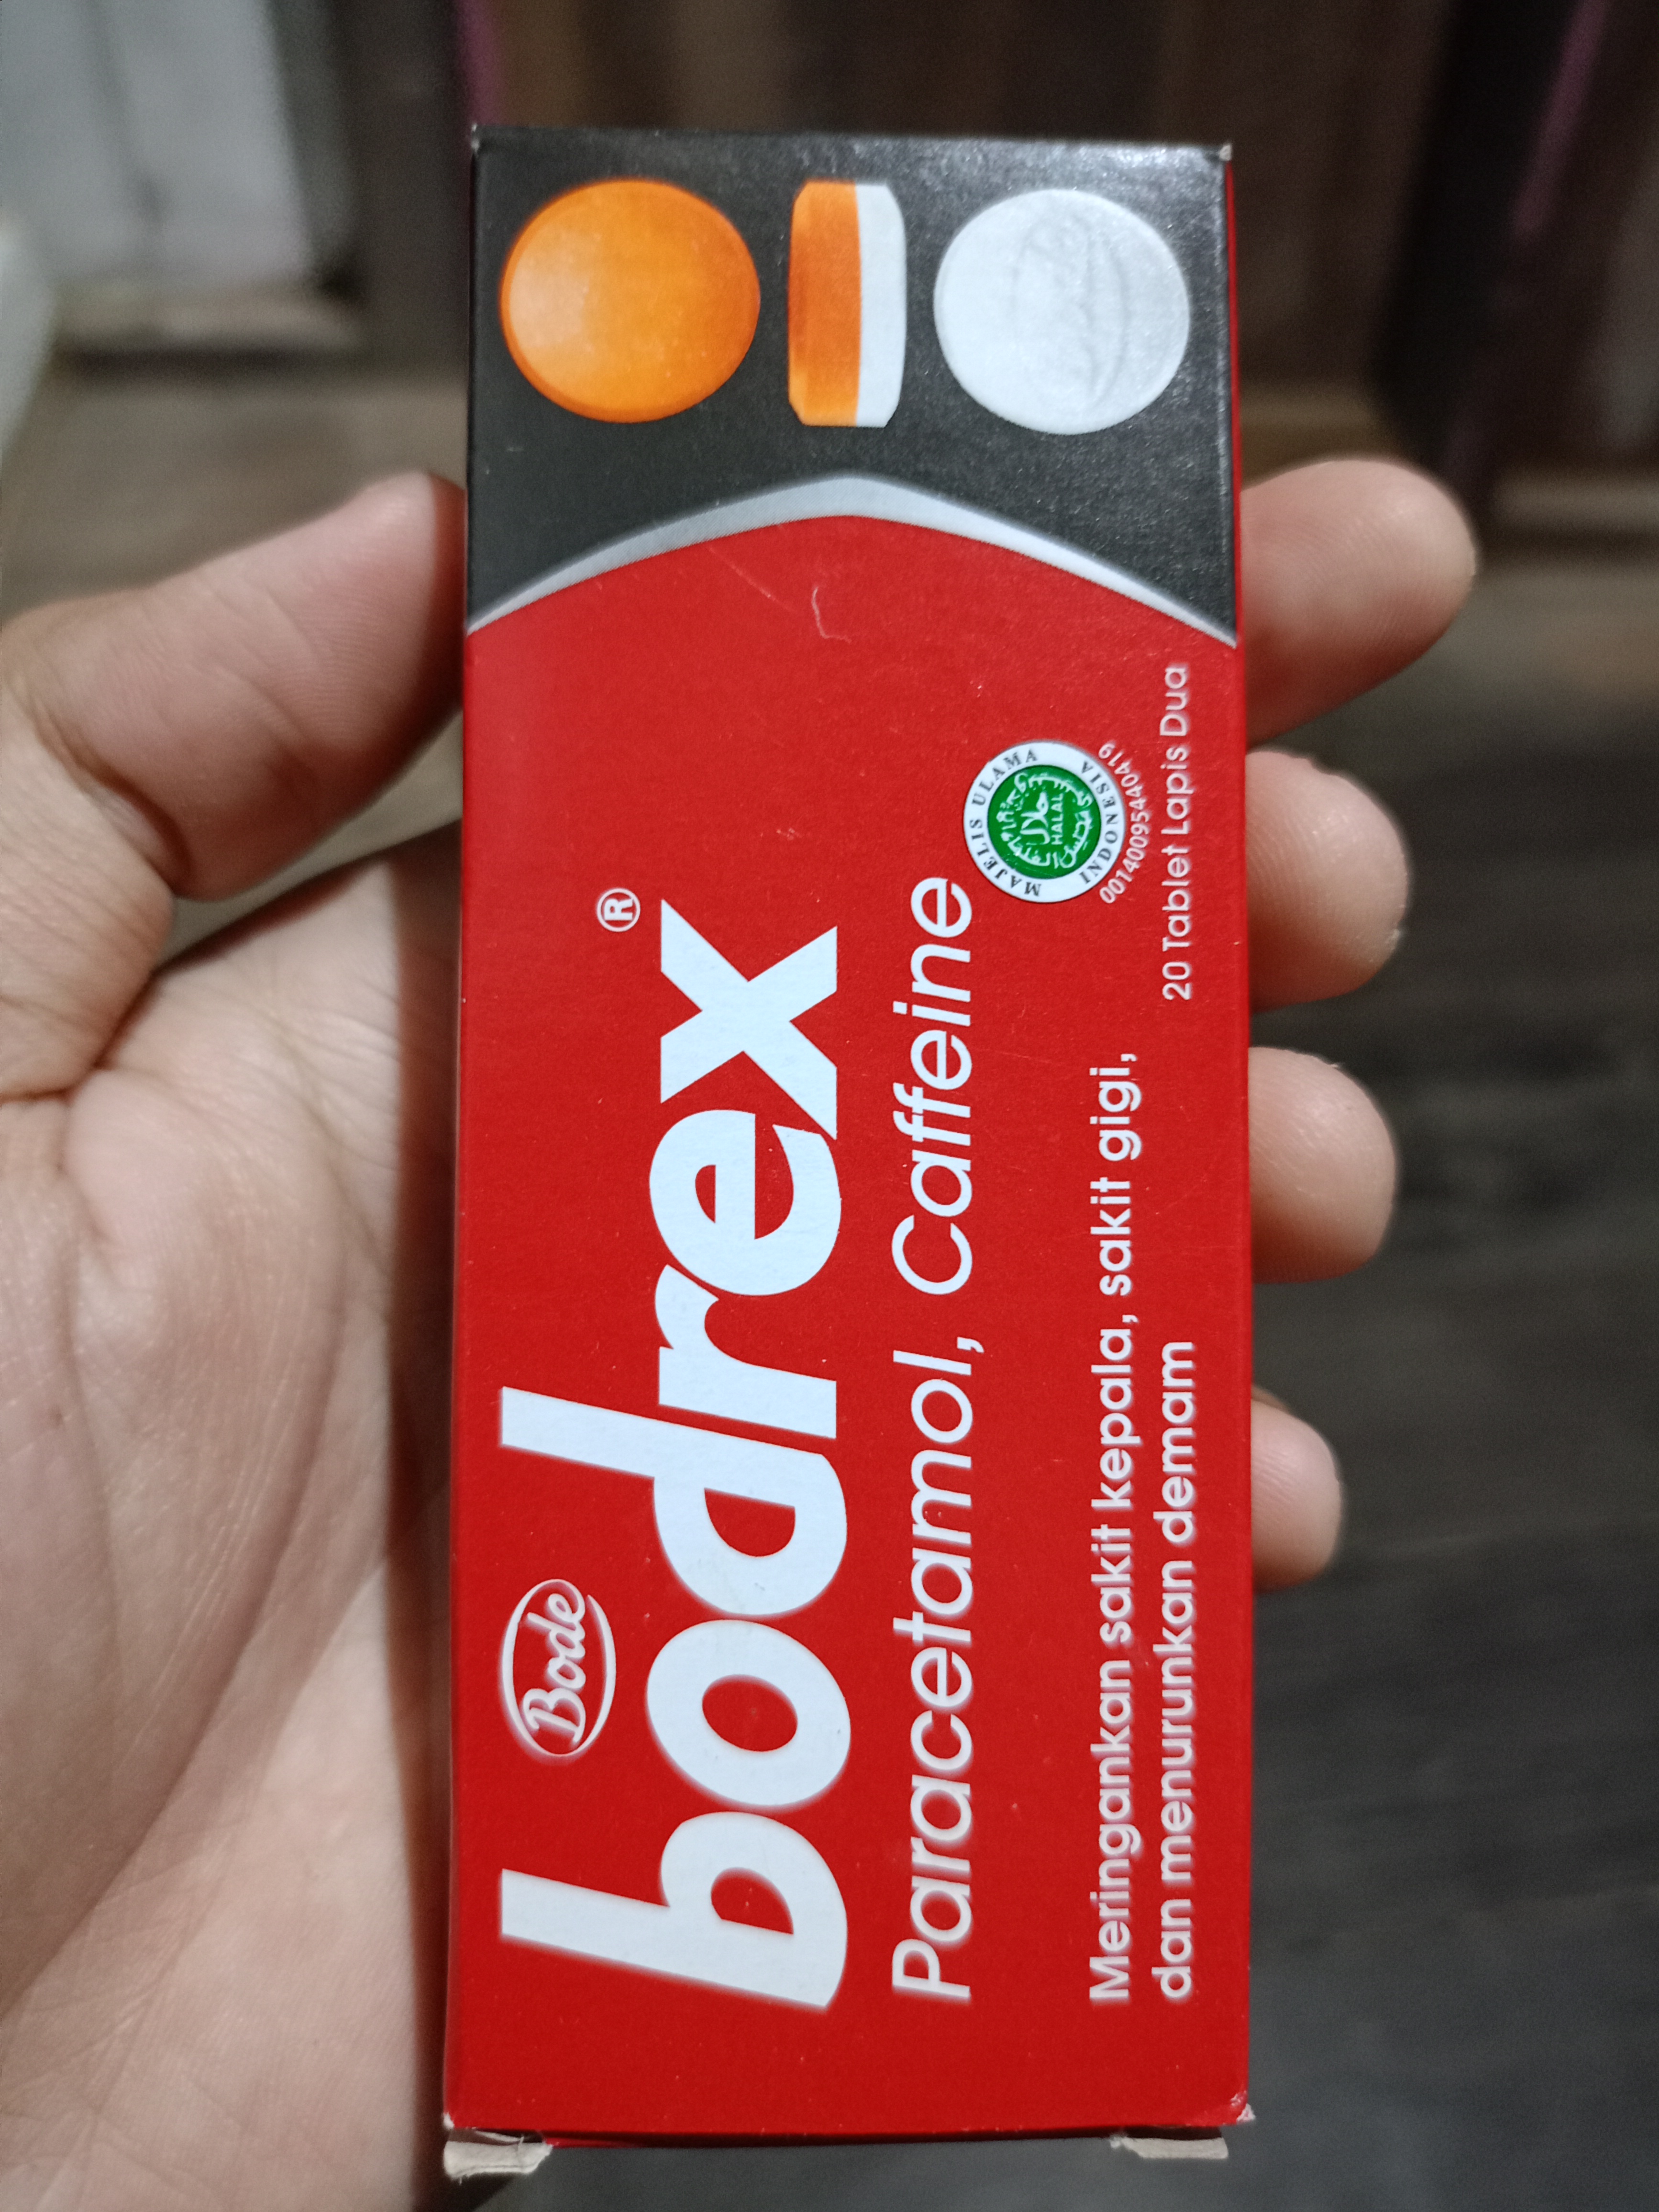 Bode
bodrex®
Paracetamol, Caffeine
Meringankan sakit kepala, sakit gigi,
dan menurunkan demam
MAJELIS ULAMA INDONESIA
حلال
HALAL
00140095440419
20 Tablet Lapis Dua